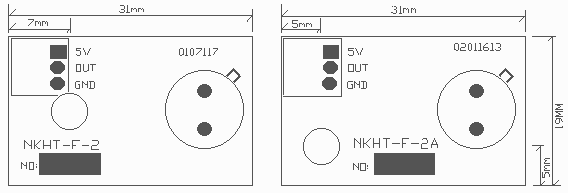 31mm
7mm
5V
OUT
GND
0107117
NKHT-F-2
NO:
31mm
5mm
5V
OUT
GND
02011613
NKHT-F-2A
NO:
19MM
5mm